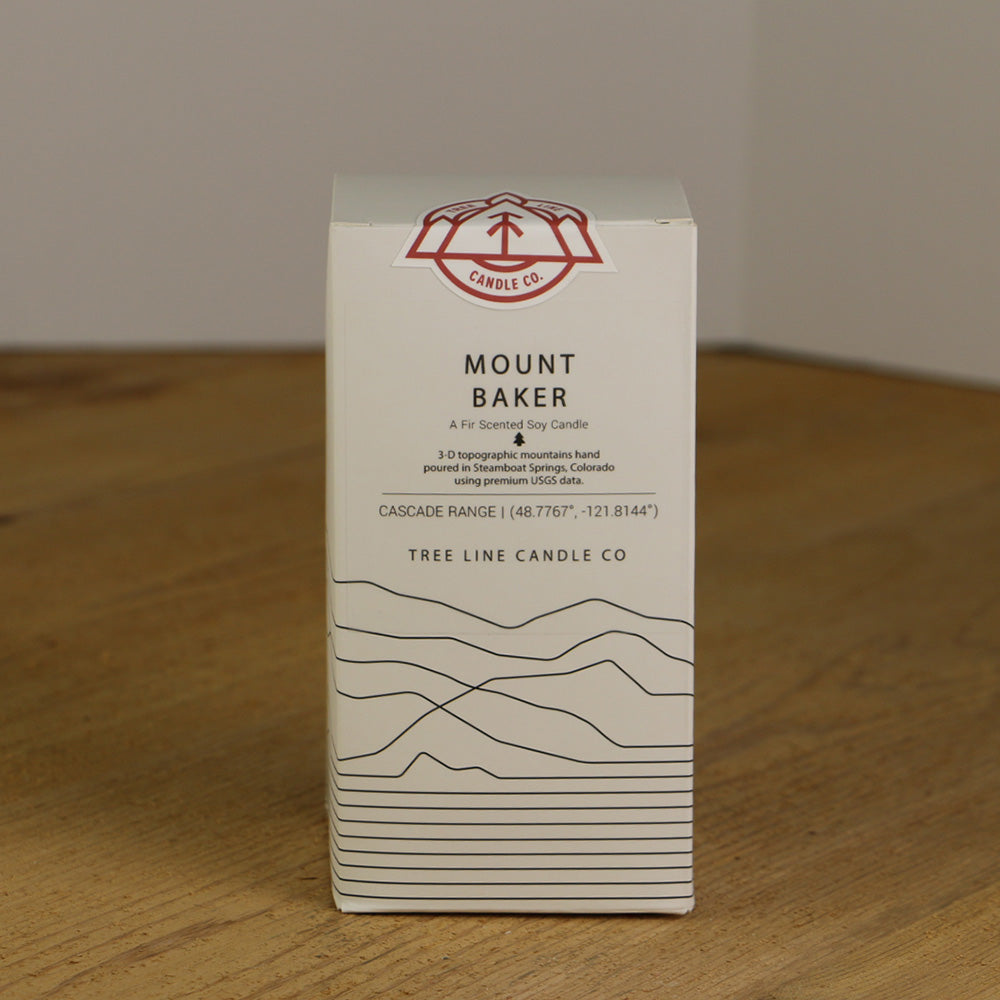 TREE LINE
CANDLE CO.
MOUNT
BAKER
A Fir Scented Soy Candle
3-D topographic mountains hand
poured in Steamboat Springs, Colorado
using premium USGS data.
CASCADE RANGE | (48.7767°, -121.8144°)
TREE LINE CANDLE CO